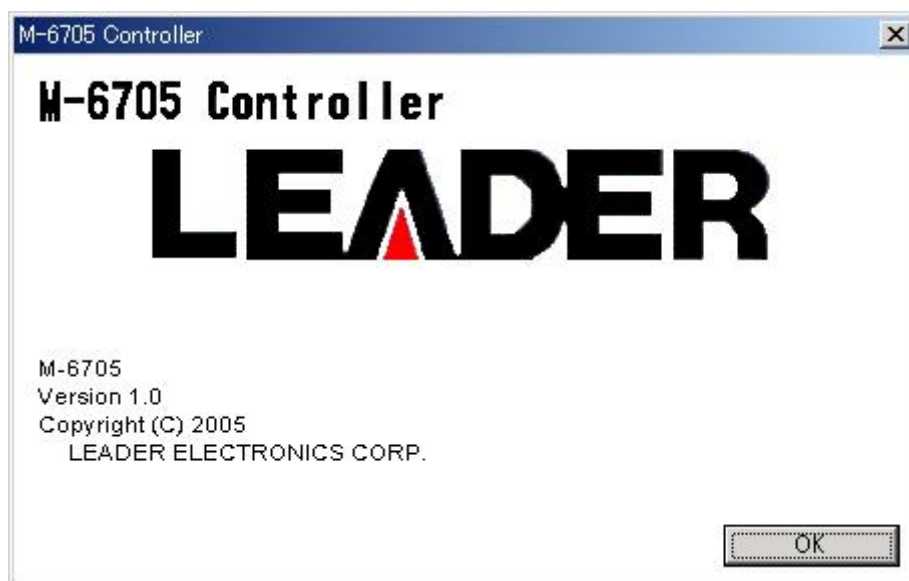 M-6705 Controller
M-6705 Controller
LEADER
M-6705
Version 1.0
Copyright (C) 2005
LEADER ELECTRONICS CORP.
OK